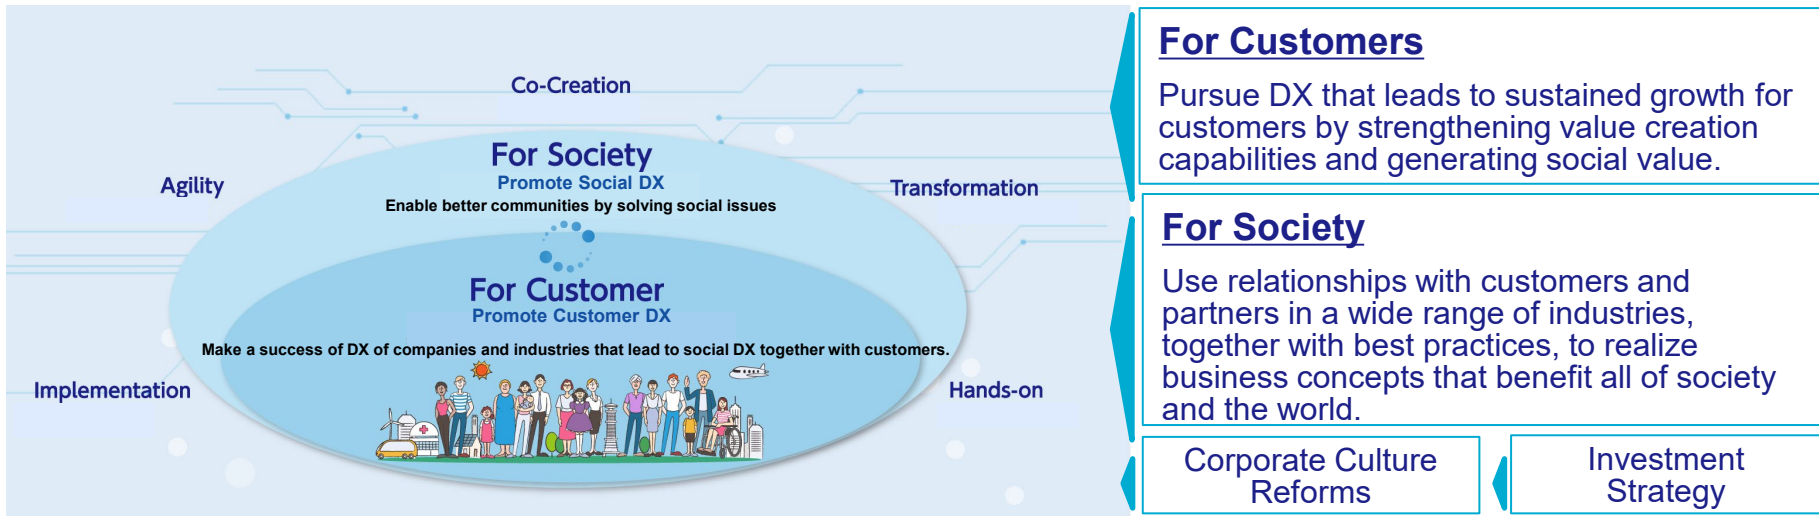 Co-Creation
For Society
Promote Social DX
Enable better communities by solving social issues
Agility
Transformation
For Customer
Promote Customer DX
Make a success of DX of companies and industries that lead to social DX together with customers.
Implementation
Hands-on
For Customers
Pursue DX that leads to sustained growth for
customers by strengthening value creation
capabilities and generating social value.
For Society
Use relationships with customers and
partners in a wide range of industries,
together with best practices, to realize
business concepts that benefit all of society
and the world.
Corporate Culture
Reforms
Investment
Strategy